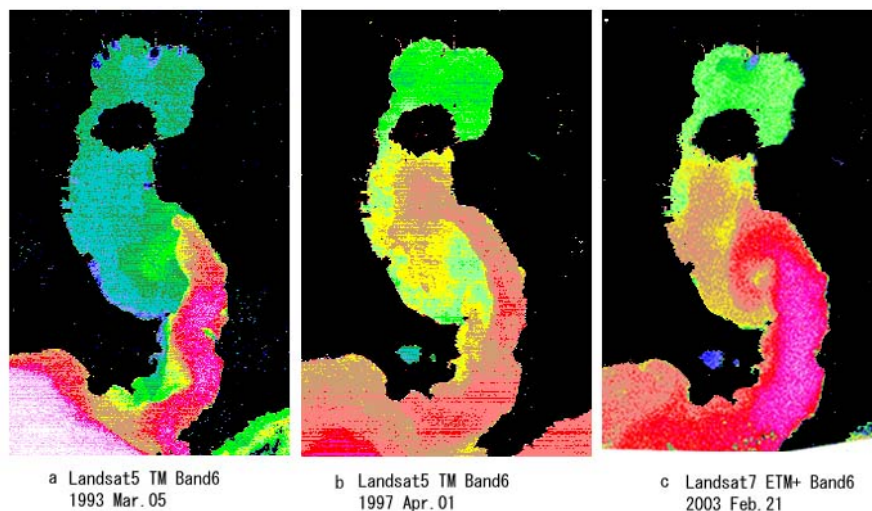 a Landsat5 TM Band6
1993 Mar.05
b Landsat5 TM Band6
1997 Apr.01
c Landsat7 ETM+ Band6
2003 Feb.21